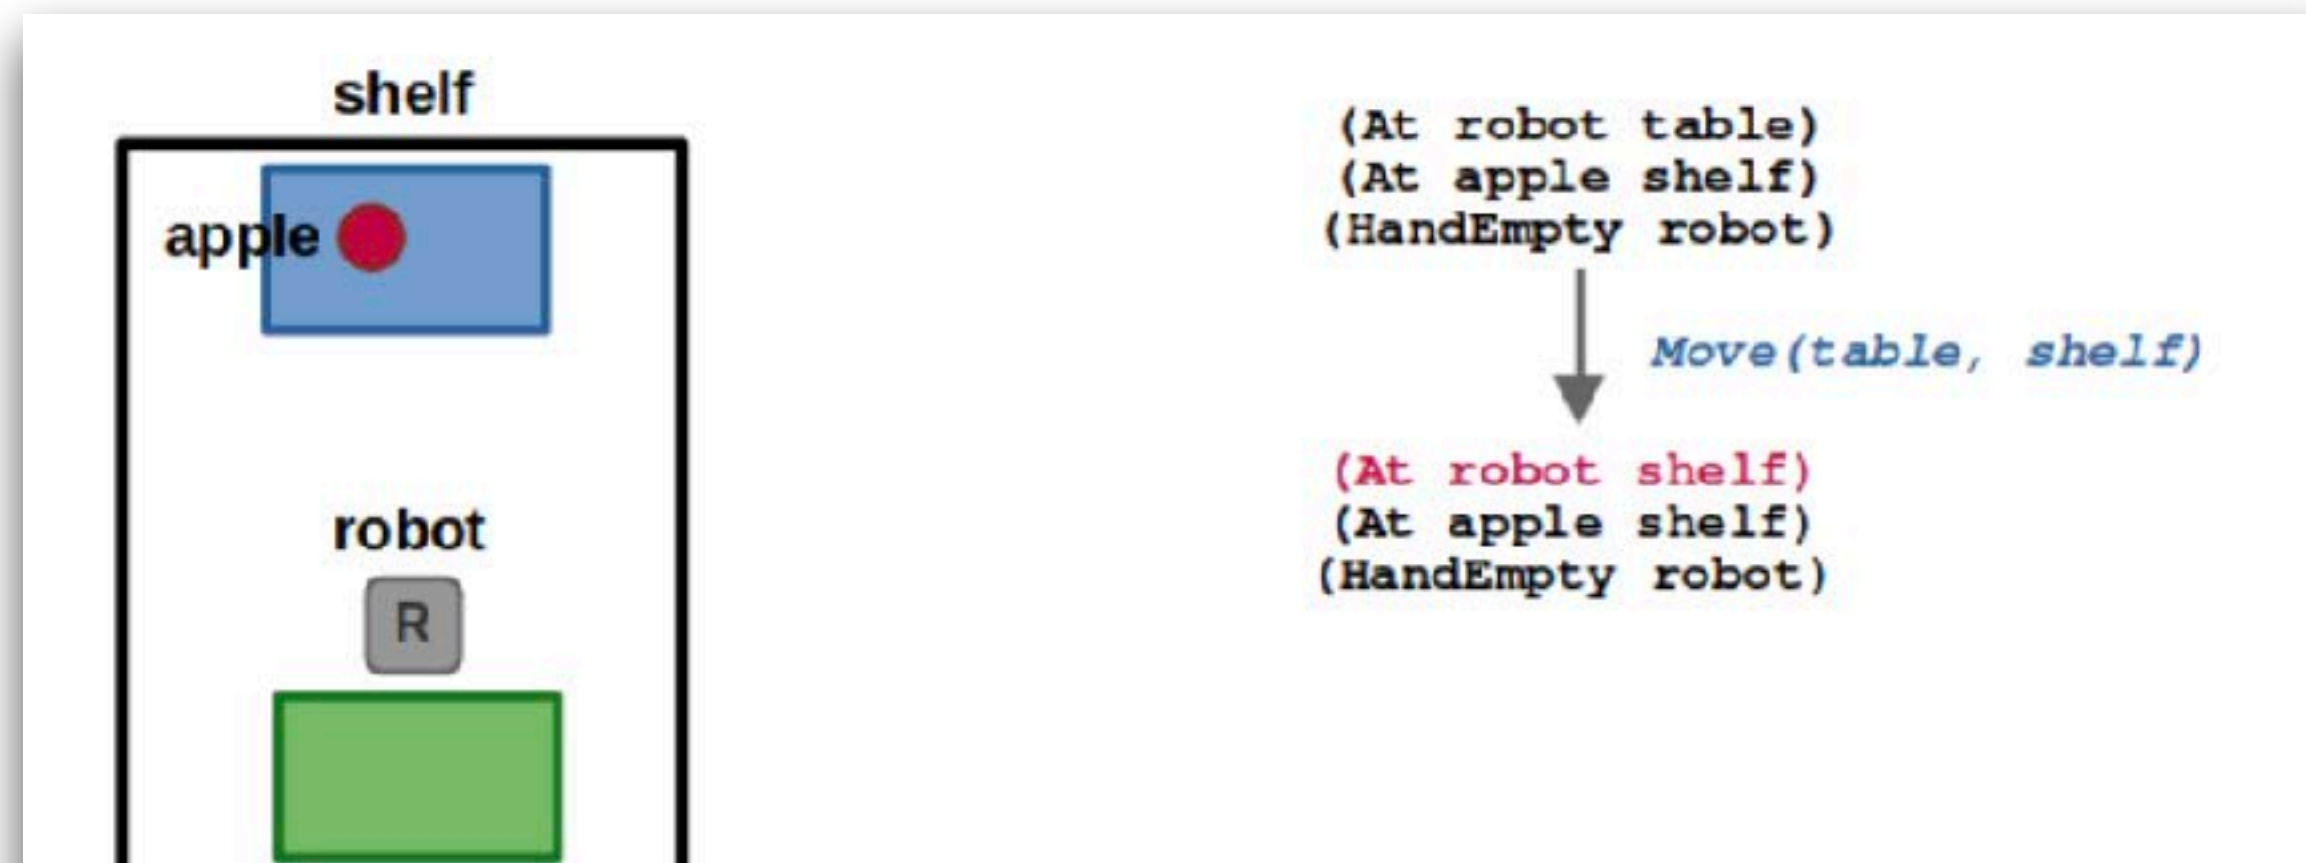 shelf
apple
robot
R
(At robot table)
(At apple shelf)
(HandEmpty robot)
Move(table, shelf)
(At robot shelf)
(At apple shelf)
(HandEmpty robot)